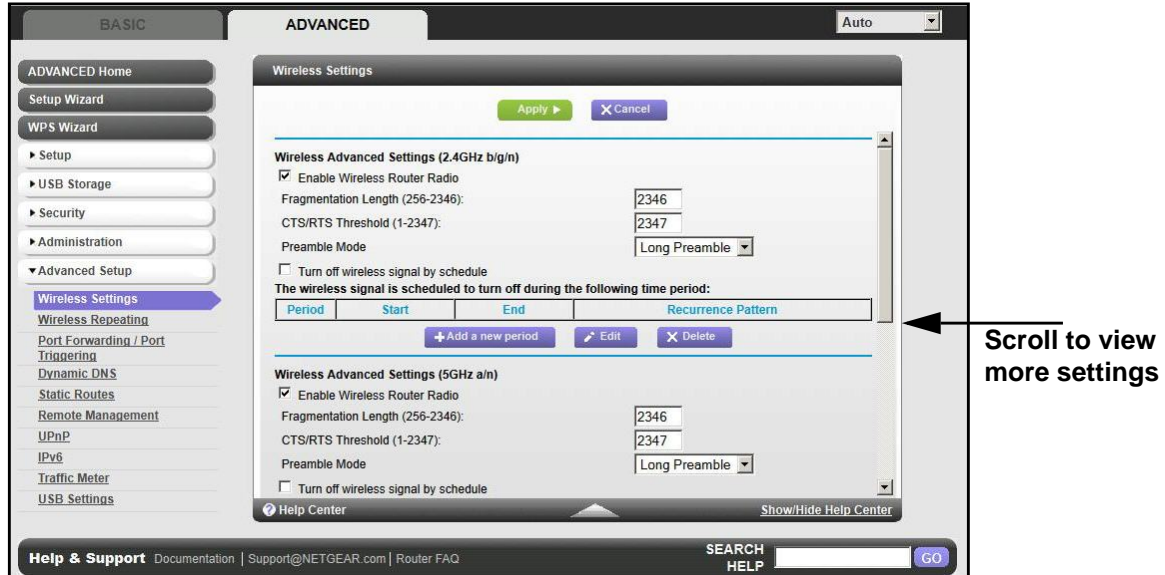 BASIC
ADVANCED
Auto
ADVANCED Home
Setup Wizard
WPS Wizard
Setup
USB Storage
Security
Administration
Advanced Setup
Wireless Settings
Wireless Repeating
Port Forwarding / Port
Triggering
Dynamic DNS
Static Routes
Remote Management
UPnP
IPv6
Traffic Meter
USB Settings
Wireless Settings
Apply
Cancel
Wireless Advanced Settings (2.4GHz b/g/n)
Enable Wireless Router Radio
Fragmentation Length (256-2346): 2346
CTS/RTS Threshold (1-2347): 2347
Preamble Mode Long Preamble
Turn off wireless signal by schedule
The wireless signal is scheduled to turn off during the following time period:
Period Start End Recurrence Pattern
Add a new period Edit Delete
Wireless Advanced Settings (5GHz a/n)
Enable Wireless Router Radio
Fragmentation Length (256-2346): 2346
CTS/RTS Threshold (1-2347): 2347
Preamble Mode Long Preamble
Turn off wireless signal by schedule
Help Center Show/Hide Help Center
Help & Support Documentation | Support@NETGEAR.com | Router FAQ
SEARCH
HELP
GO
Scroll to view
more settings